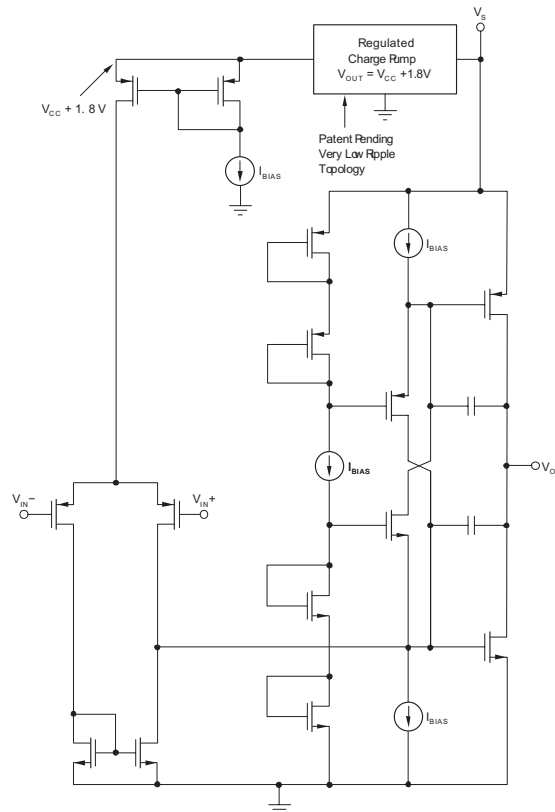 V_S
Regulated
Charge Pump
V_OUT = V_CC +1.8V
V_CC + 1. 8 V
Patent Pending
Very Low Ripple
Topology
I_BIAS
I_BIAS
I_BIAS
V_O
V_IN−
V_IN+
I_BIAS